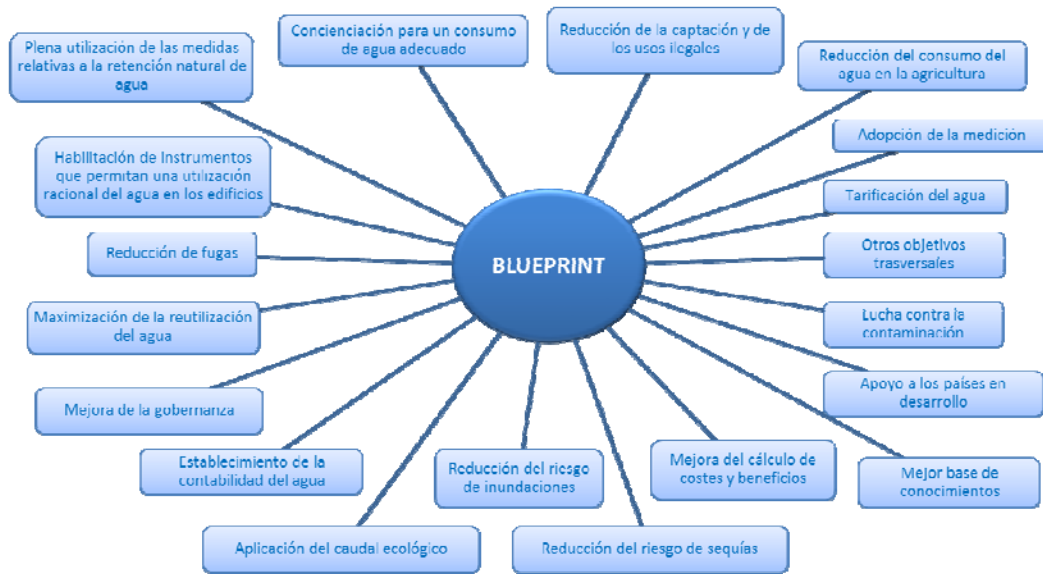 Concienciación para un consumo
de agua adecuado
Reducción de la captación y de
los usos ilegales
Plena utilización de las medidas
relativas a la retención natural de
agua
Reducción del consumo del
agua en la agricultura
Adopción de la medición
Habilitación de instrumentos
que permitan una utilización
racional del agua en los edificios
Tarificación del agua
Reducción de fugas
BLUEPRINT
Otros objetivos
trasversales
Maximización de la reutilización
del agua
Lucha contra la
contaminación
Mejora de la gobernanza
Apoyo a los países en
desarrollo
Establecimiento de la
contabilidad del agua
Reducción del riesgo
de inundaciones
Mejora del cálculo de
costes y beneficios
Mejor base de
conocimientos
Aplicación del caudal ecológico
Reducción del riesgo de sequías